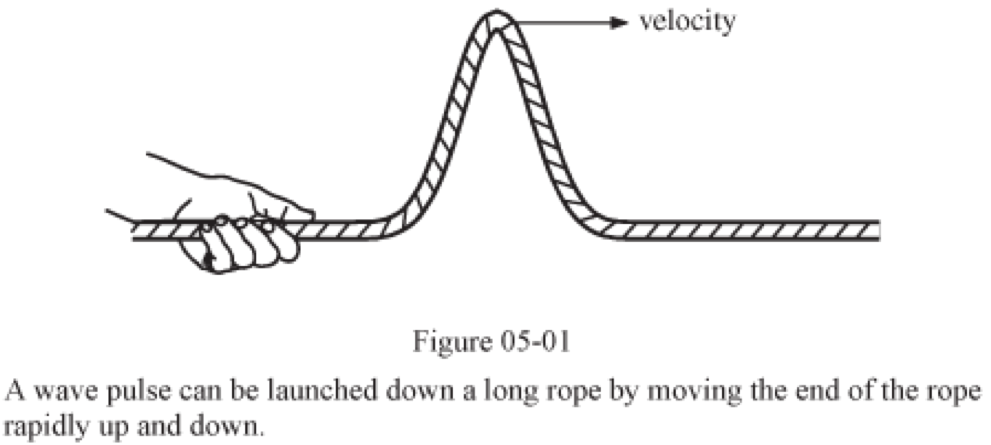 velocity
Figure 05-01
A wave pulse can be launched down a long rope by moving the end of the rope
rapidly up and down.